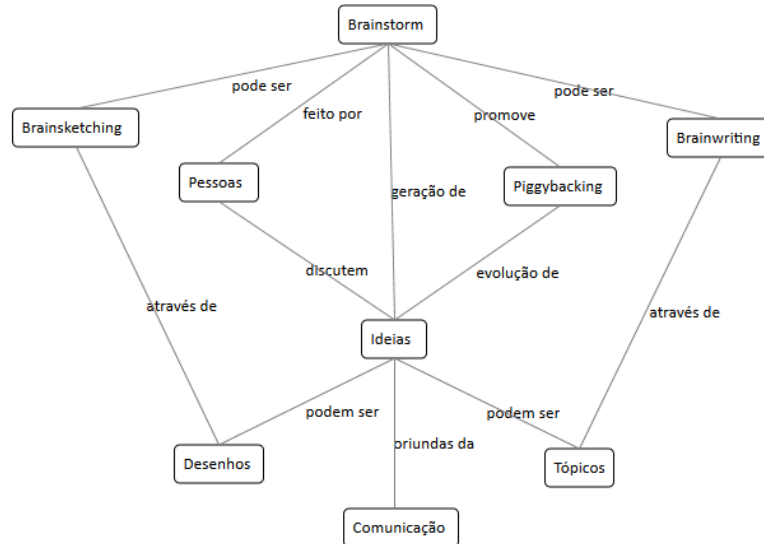 Brainstorm
pode ser
pode ser
feito por
promove
Brainsketching
Brainwriting
Pessoas
Piggybacking
geração de
discutem
evolução de
através de
através de
Ideias
podem ser
podem ser
oriundas da
Desenhos
Tópicos
Comunicação